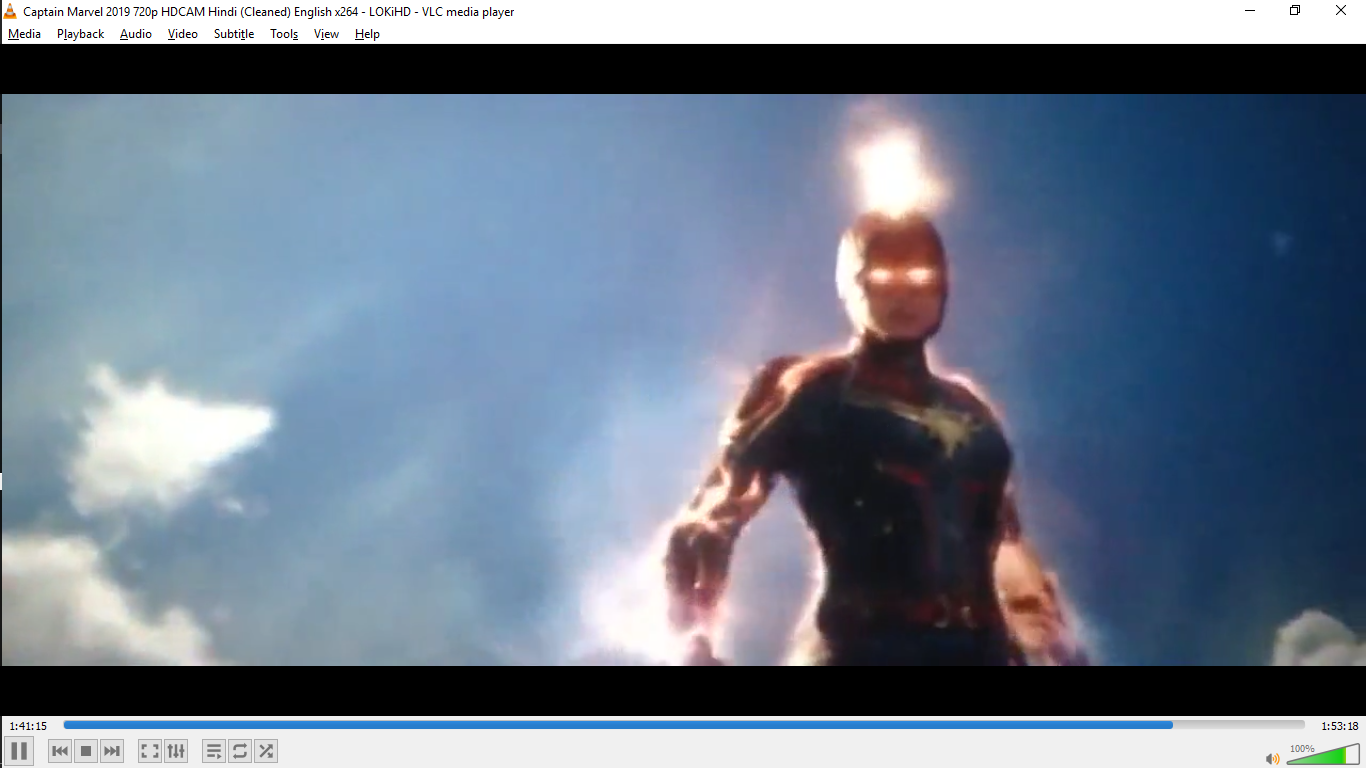 Captain Marvel 2019 720p HDCAM Hindi (Cleaned) English x264 - LOKiHD - VLC media player
Media Playback Audio Video Subtitle Tools View Help
1:41:15 1:53:18
100%